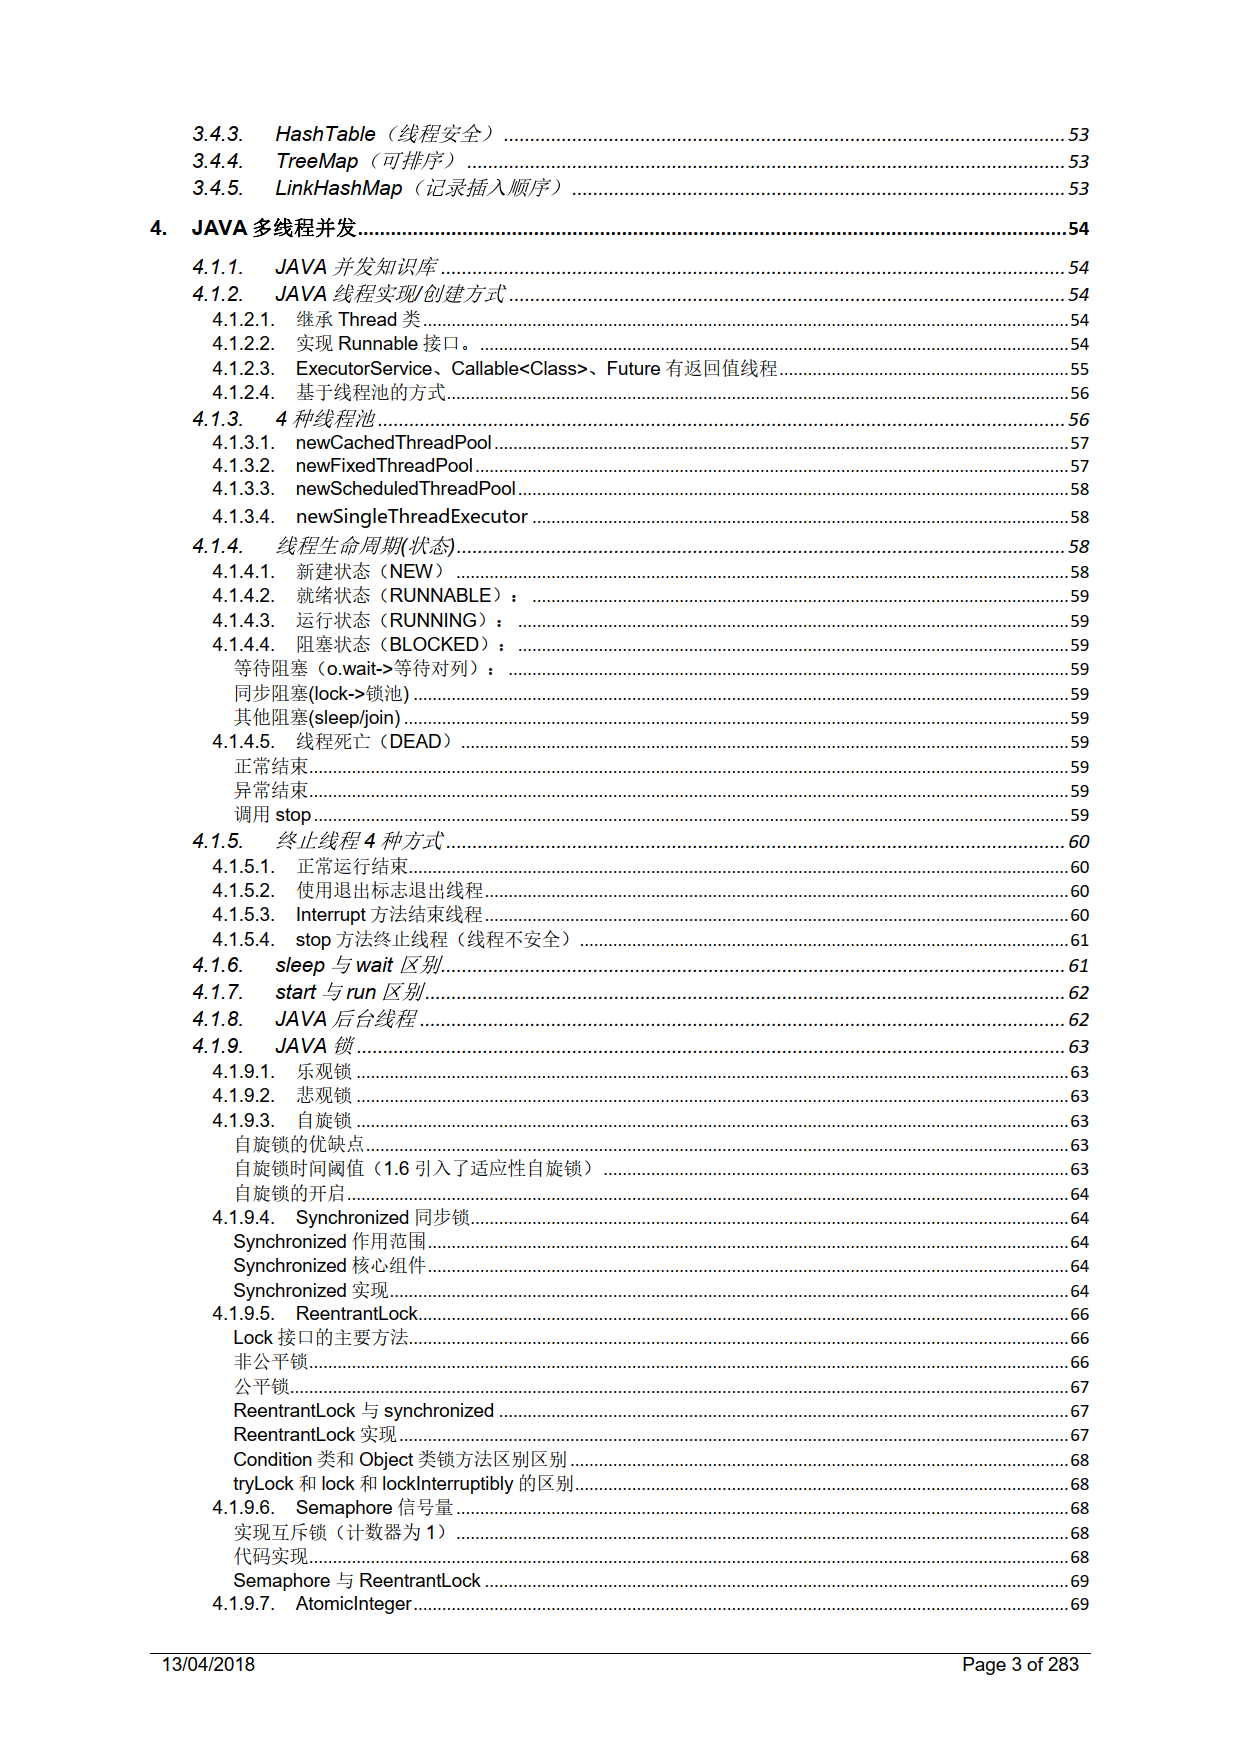 3.4.3. HashTable（线程安全） 53
3.4.4. TreeMap（可排序） 53
3.4.5. LinkHashMap（记录插入顺序） 53
4. JAVA 多线程并发 54
4.1.1. JAVA 并发知识库 54
4.1.2. JAVA 线程实现/创建方式 54
4.1.2.1. 继承 Thread 类 54
4.1.2.2. 实现 Runnable 接口。 54
4.1.2.3. ExecutorService、Callable<Class>、Future 有返回值线程 55
4.1.2.4. 基于线程池的方式 56
4.1.3. 4 种线程池 56
4.1.3.1. newCachedThreadPool 57
4.1.3.2. newFixedThreadPool 57
4.1.3.3. newScheduledThreadPool 58
4.1.3.4. newSingleThreadExecutor 58
4.1.4. 线程生命周期(状态) 58
4.1.4.1. 新建状态（NEW） 58
4.1.4.2. 就绪状态（RUNNABLE）： 59
4.1.4.3. 运行状态（RUNNING）： 59
4.1.4.4. 阻塞状态（BLOCKED）： 59
等待阻塞（o.wait->等待对列）： 59
同步阻塞(lock->锁池) 59
其他阻塞(sleep/join) 59
4.1.4.5. 线程死亡（DEAD） 59
正常结束 59
异常结束 59
调用 stop 59
4.1.5. 终止线程 4 种方式 60
4.1.5.1. 正常运行结束 60
4.1.5.2. 使用退出标志退出线程 60
4.1.5.3. Interrupt 方法结束线程 60
4.1.5.4. stop 方法终止线程（线程不安全） 61
4.1.6. sleep 与 wait 区别 61
4.1.7. start 与 run 区别 62
4.1.8. JAVA 后台线程 62
4.1.9. JAVA 锁 63
4.1.9.1. 乐观锁 63
4.1.9.2. 悲观锁 63
4.1.9.3. 自旋锁 63
自旋锁的优缺点 63
自旋锁时间阈值（1.6 引入了适应性自旋锁） 63
自旋锁的开启 64
4.1.9.4. Synchronized 同步锁 64
Synchronized 作用范围 64
Synchronized 核心组件 64
Synchronized 实现 64
4.1.9.5. ReentrantLock 66
Lock 接口的主要方法 66
非公平锁 66
公平锁 67
ReentrantLock 与 synchronized 67
ReentrantLock 实现 67
Condition 类和 Object 类锁方法区别区别 68
tryLock 和 lock 和 lockInterruptibly 的区别 68
4.1.9.6. Semaphore 信号量 68
实现互斥锁（计数器为 1） 68
代码实现 68
Semaphore 与 ReentrantLock 69
4.1.9.7. AtomicInteger 69
13/04/2018 Page 3 of 283